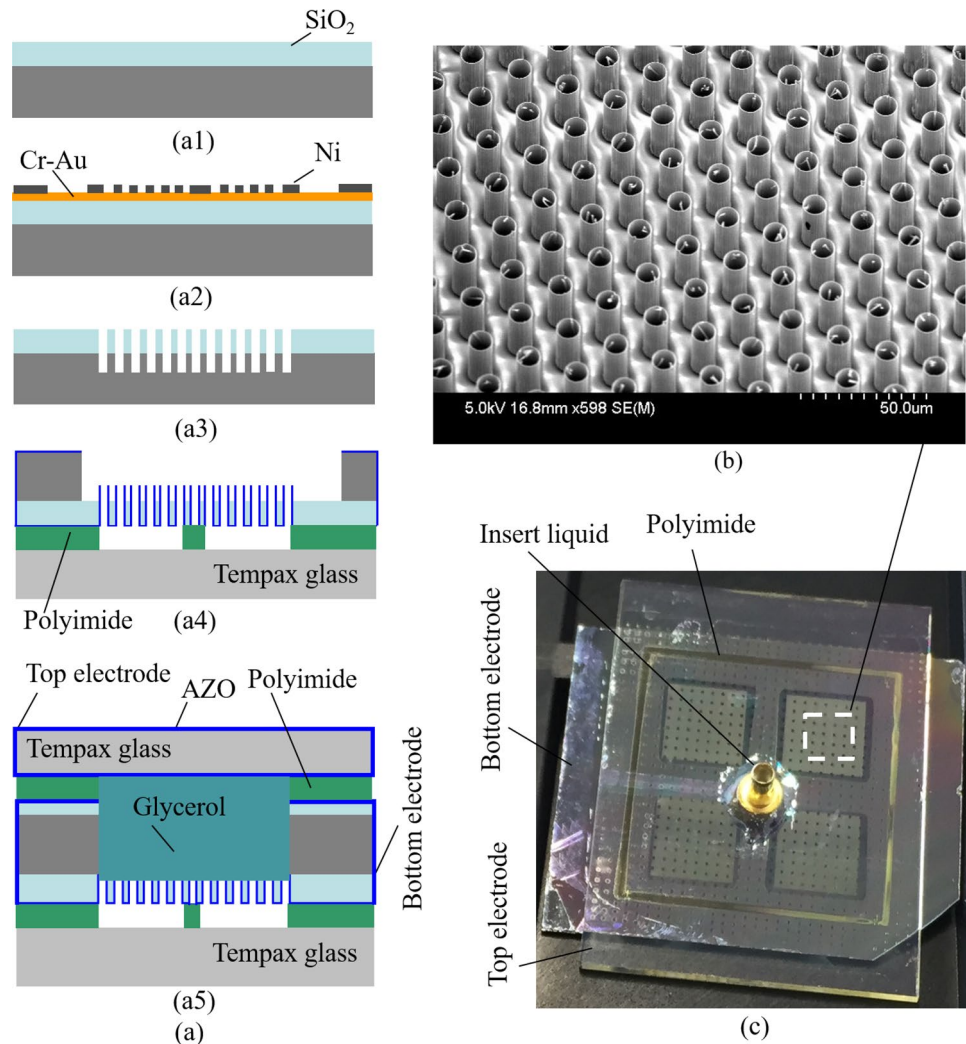 SiO2
(a1)
Cr-Au
Ni
(a2)
(a3)
Tempax glass
Polyimide
(a4)
Top electrode
AZO
Polyimide
Tempax glass
Glycerol
Bottom electrode
Tempax glass
(a5)
(a)
5.0kV 16.8mm x598 SE(M)
50.0um
(b)
Insert liquid
Polyimide
Bottom electrode
Top electrode
(c)